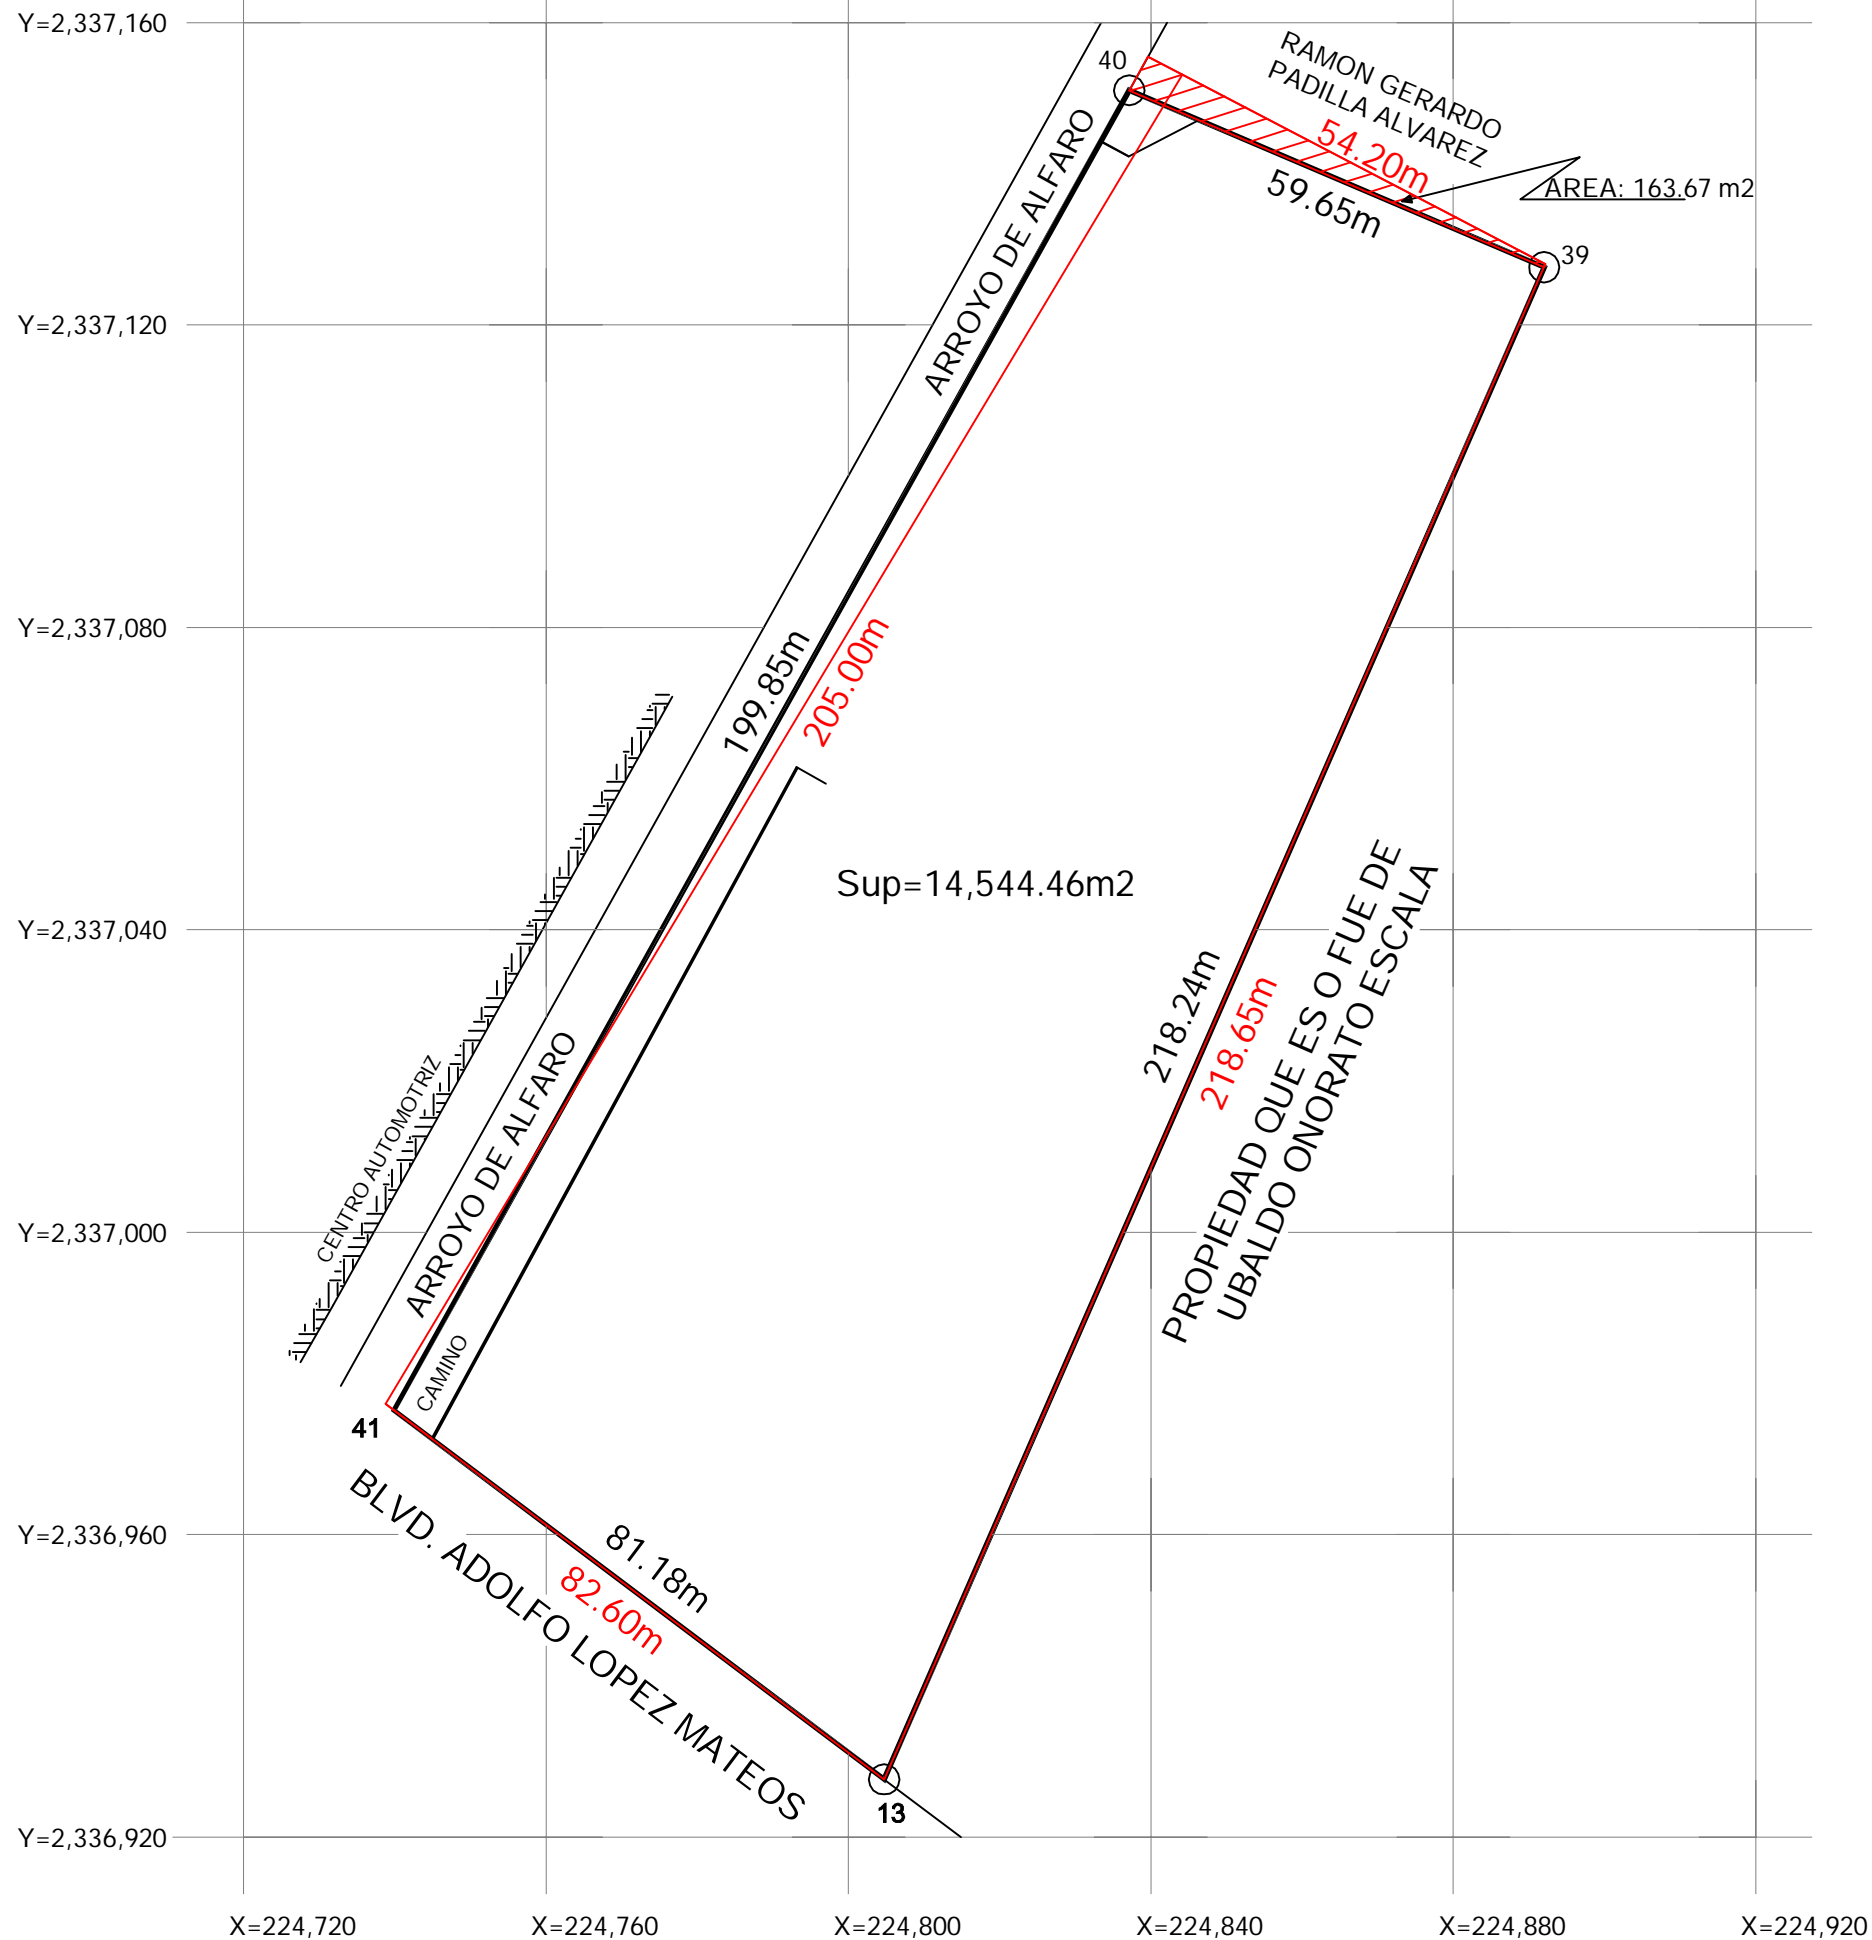 Y=2,337,160
40
RAMON GERARDO
PADILLA ALVAREZ
54.20m
59.65m
AREA: 163.67 m2
39
ARROYO DE ALFARO
Y=2,337,120
Y=2,337,080
199.85m
205.00m
Sup=14,544.46m2
Y=2,337,040
218.24m
218.65m
PROPIEDAD QUE ES O FUE DE
UBALDO ONORATO ESCALA
CENTRO AUTOMOTRIZ
ARROYO DE ALFARO
Y=2,337,000
CAMINO
41
BLVD. ADOLFO LOPEZ MATEOS
Y=2,336,960
81.18m
82.60m
13
Y=2,336,920
X=224,720
X=224,760
X=224,800
X=224,840
X=224,880
X=224,920